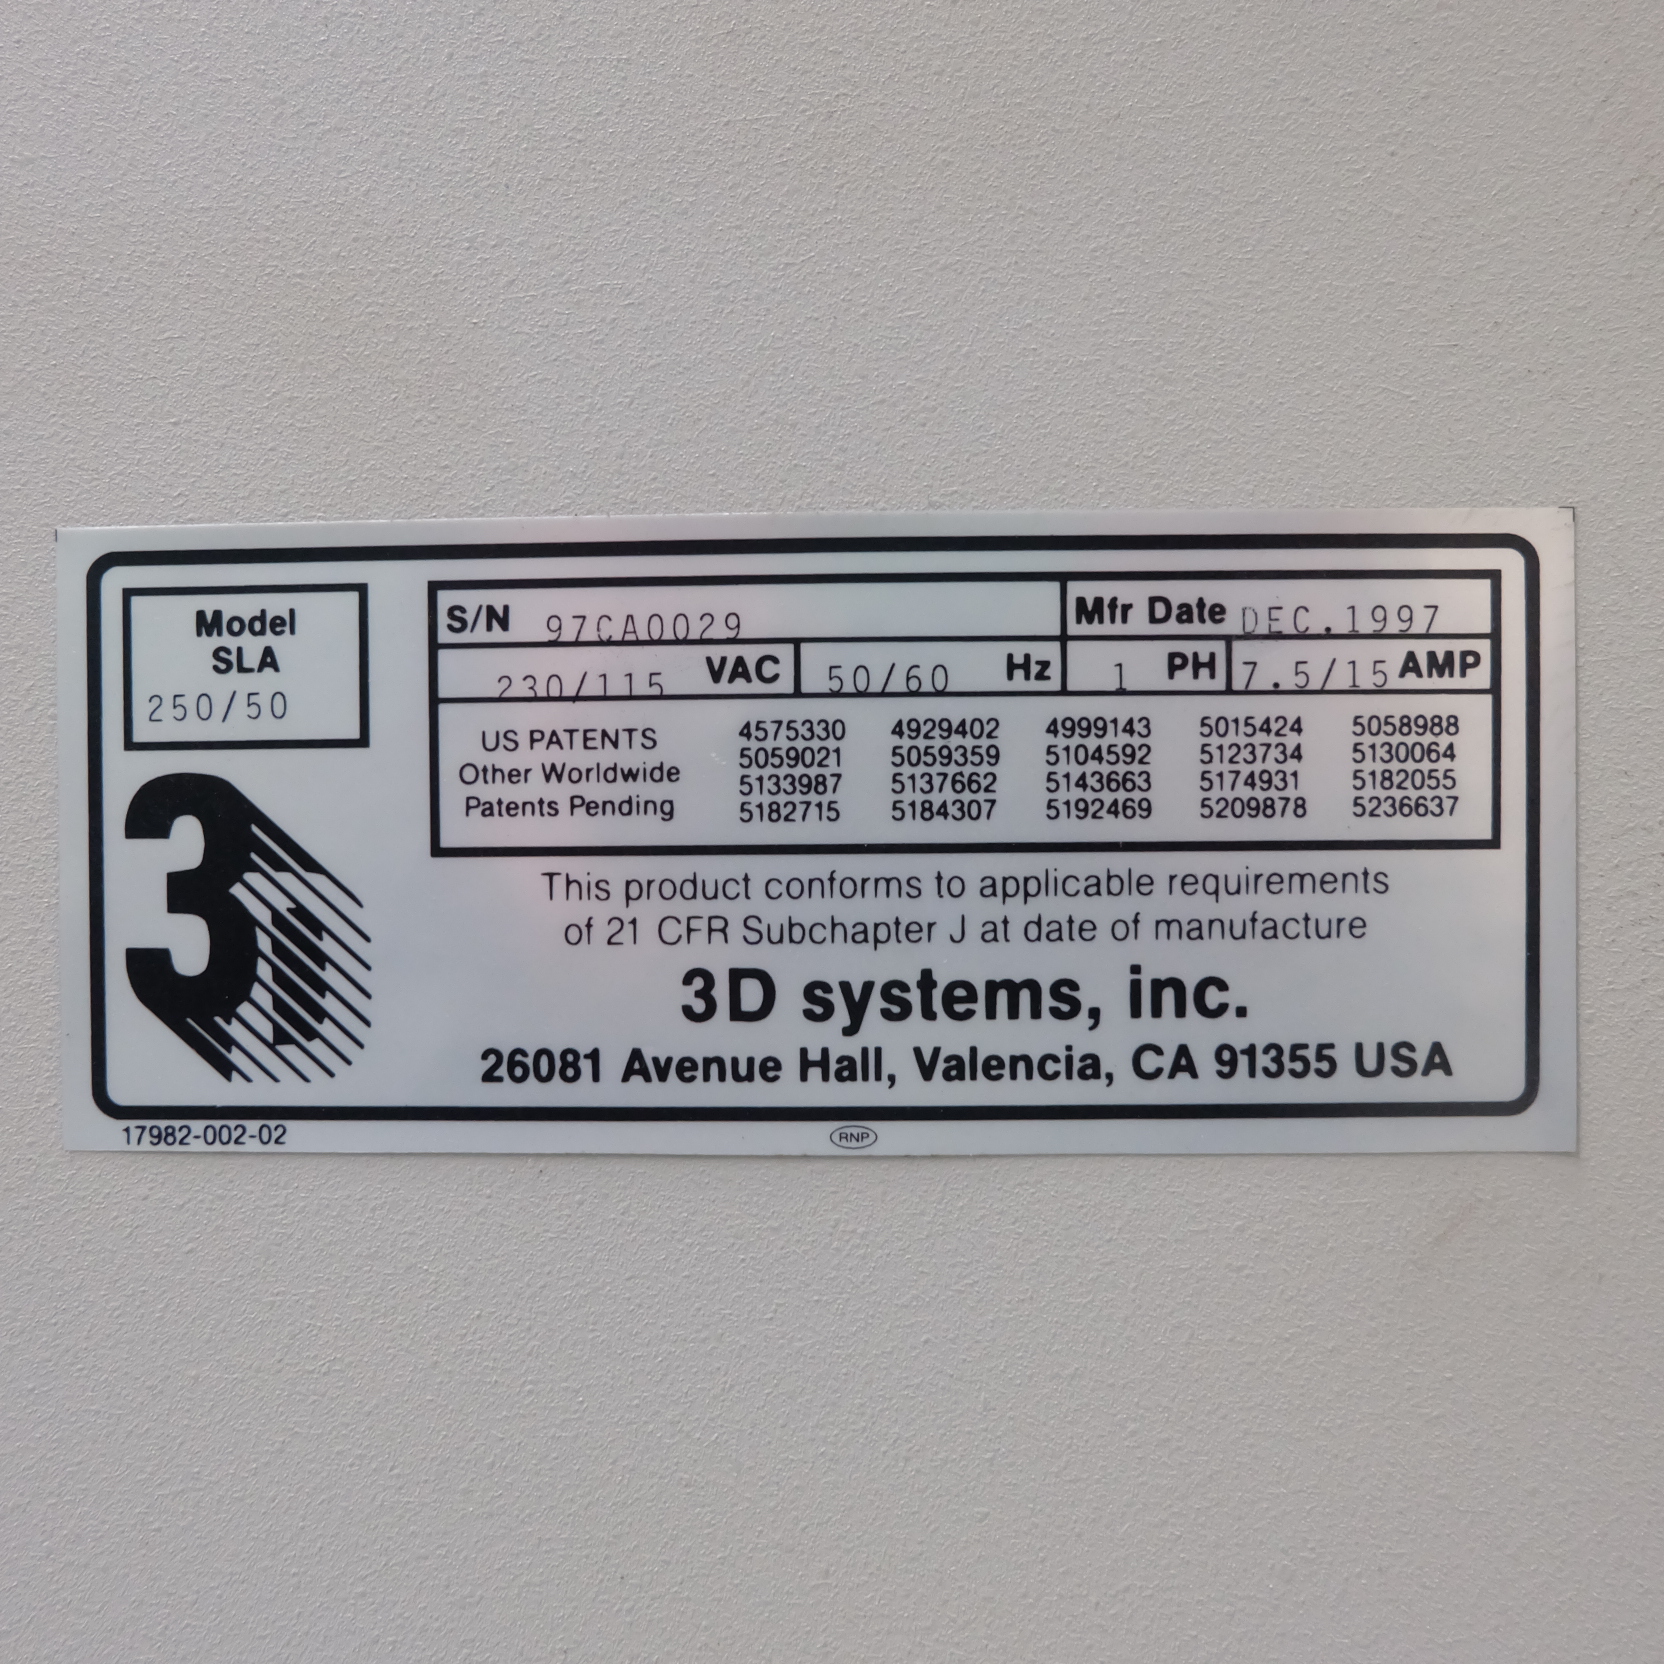 Model
SLA
250/50
S/N 97CA0029 Mfr Date DEC.1997
230/115 VAC 50/60 Hz 1 PH 7.5/15 AMP
US PATENTS
Other Worldwide
Patents Pending
4575330 4929402 4999143 5015424 5058988
5059021 5059359 5104592 5123734 5130064
5133987 5137662 5143663 5174931 5182055
5182715 5184307 5192469 5209878 5236637
3D
This product conforms to applicable requirements
of 21 CFR Subchapter J at date of manufacture
3D systems, inc.
26081 Avenue Hall, Valencia, CA 91355 USA
17982-002-02
RNP